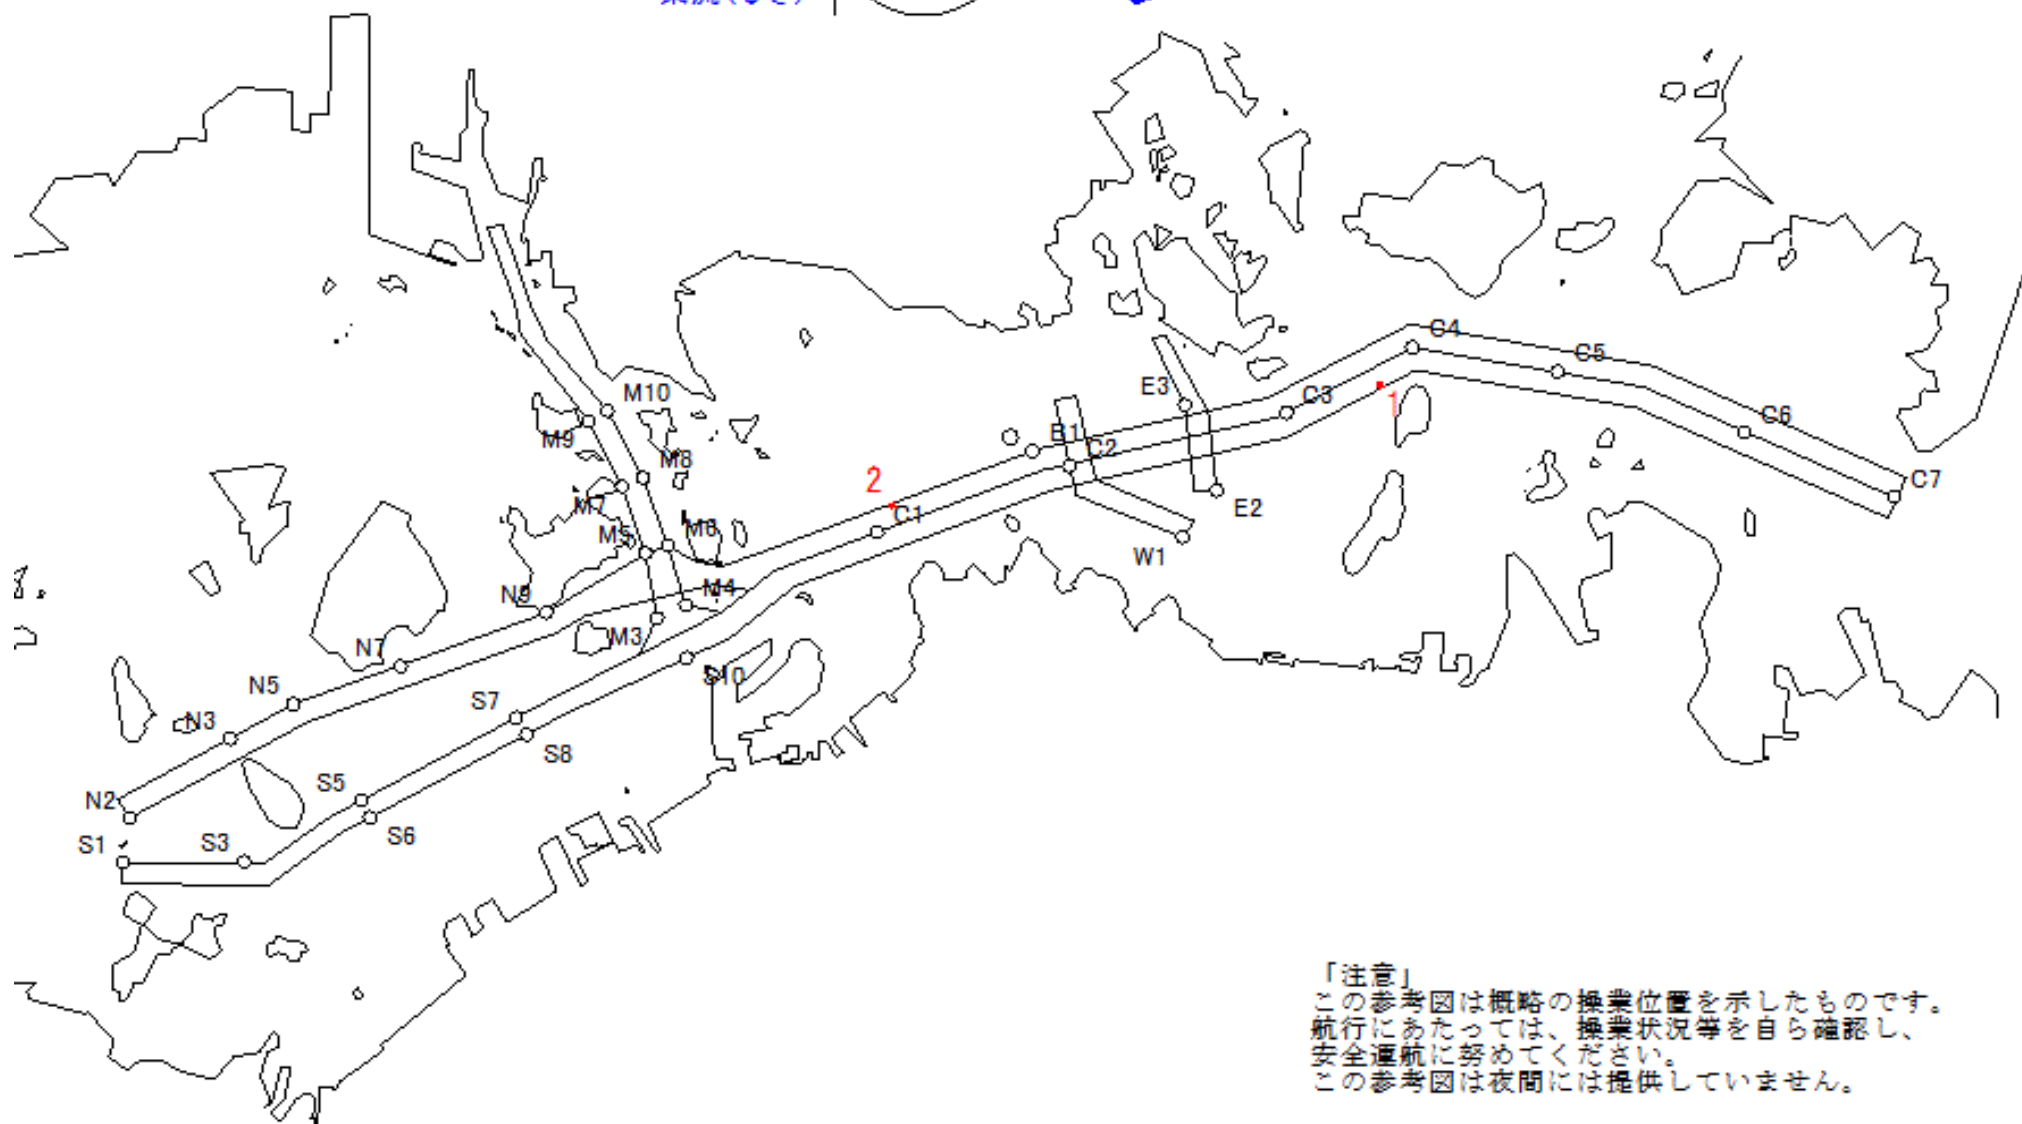 C4
C5
M10
E3
C3
1
C6
M9
B1
C2
M8
2
C7
M7
E2
C1
M5
M6
W1
N9
M4
N7
M3
S10
N5
S7
N3
S8
S5
N2
S6
S1
S3
「注意」
この参考図は概略の操業位置を示したものです。
航行にあたっては、操業状況等を自ら確認し、
安全運航に努めてください。
この参考図は夜間には提供していません。